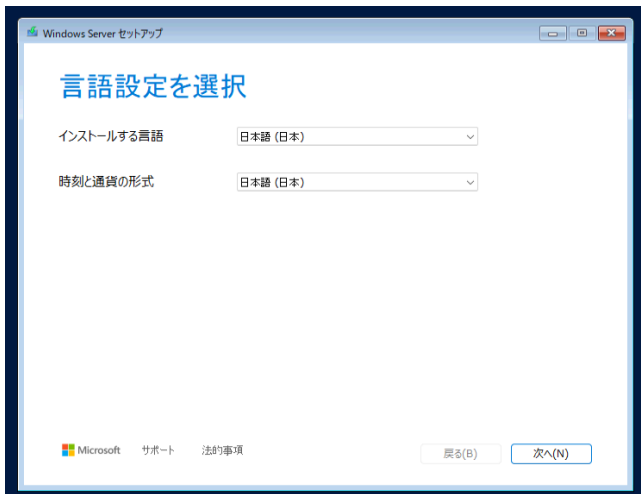 Windows Server セットアップ
言語設定を選択
インストールする言語 日本語 (日本)
時刻と通貨の形式 日本語 (日本)
Microsoft サポート 法的事項 戻る(B) 次へ(N)